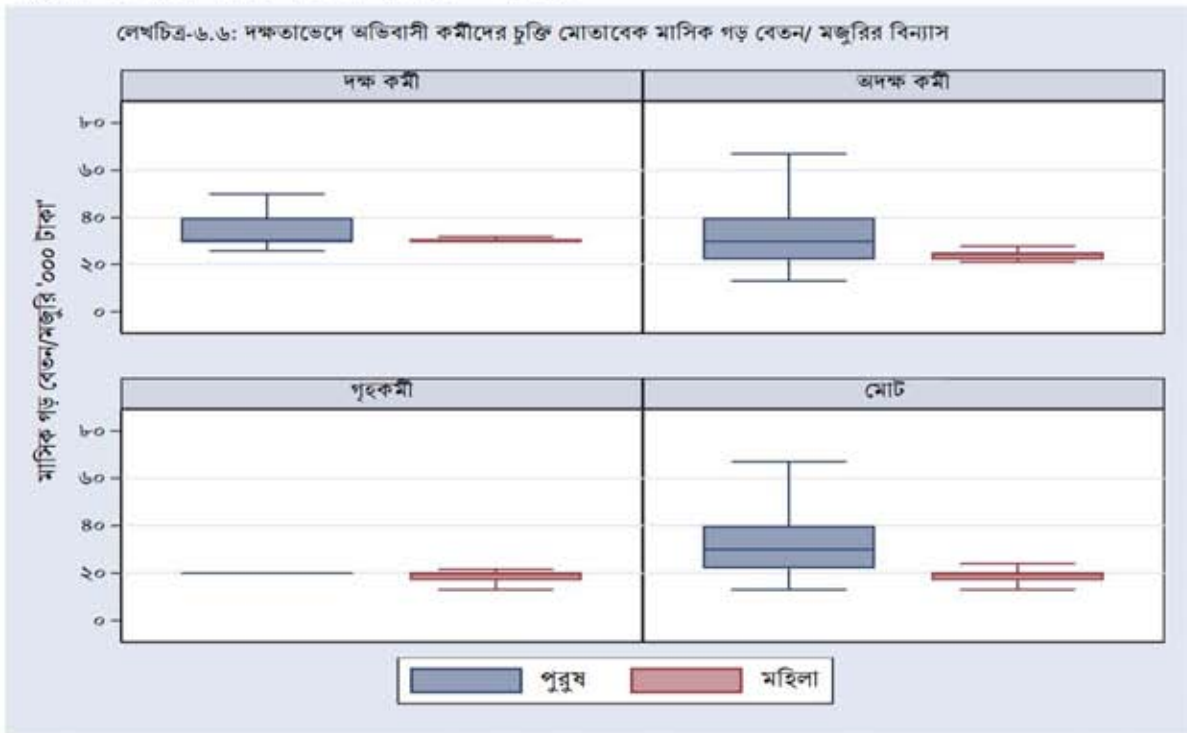 লেখচিত্র-৬.৬: দক্ষতাভেদে অভিবাসী কর্মীদের চুক্তি মোতাবেক মাসিক গড় বেতন/ মজুরির বিন্যাস
দক্ষ কর্মী
অদক্ষ কর্মী
৮০
৬০
৪০
২০
০
মাসিক গড় বেতন/মজুরি '০০০ টাকা'
গৃহকর্মী
মোট
৮০
৬০
৪০
২০
০
পুরুষ
মহিলা